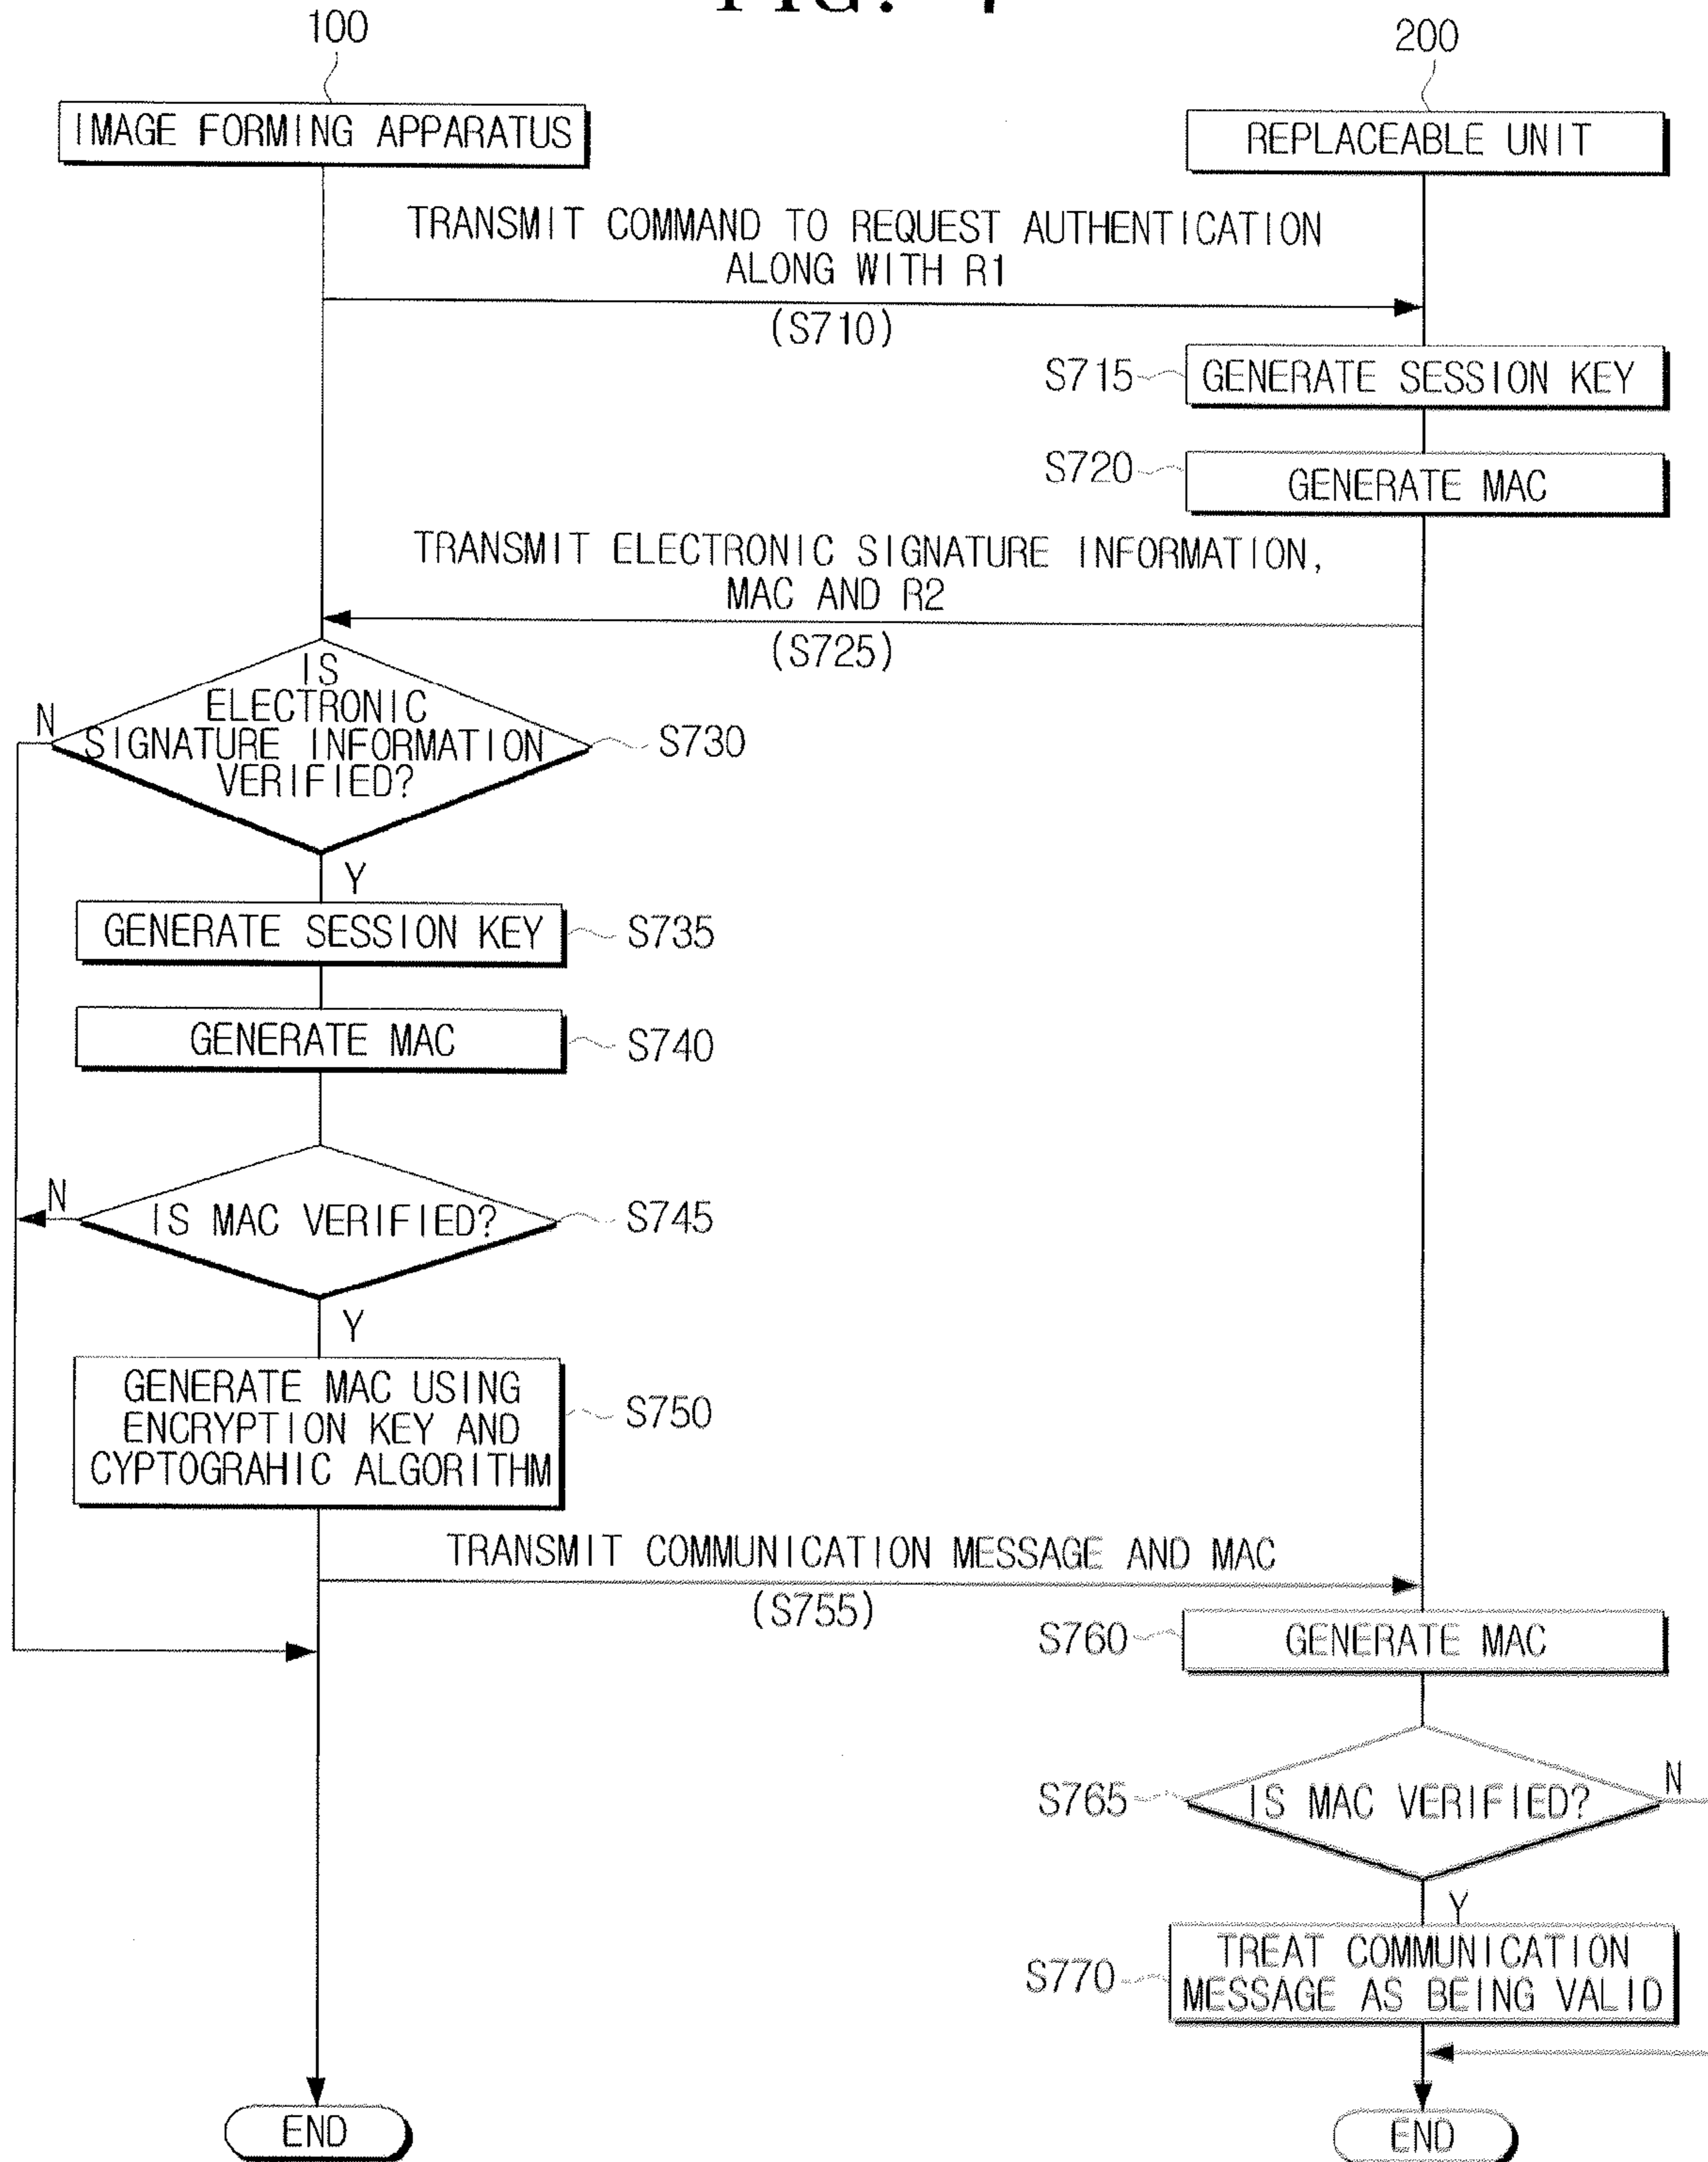 100
200
IMAGE FORMING APPARATUS
REPLACEABLE UNIT
TRANSMIT COMMAND TO REQUEST AUTHENTICATION
ALONG WITH R1
(S710)
S715
GENERATE SESSION KEY
S720
GENERATE MAC
TRANSMIT ELECTRONIC SIGNATURE INFORMATION,
MAC AND R2
(S725)
IS
ELECTRONIC
SIGNATURE INFORMATION
VERIFIED?
N
S730
Y
GENERATE SESSION KEY
S735
GENERATE MAC
S740
N
IS MAC VERIFIED?
S745
Y
GENERATE MAC USING
ENCRYPTION KEY AND
CYPTOGRAHIC ALGORITHM
S750
TRANSMIT COMMUNICATION MESSAGE AND MAC
(S755)
S760
GENERATE MAC
S765
IS MAC VERIFIED?
N
Y
S770
TREAT COMMUNICATION
MESSAGE AS BEING VALID
END
END